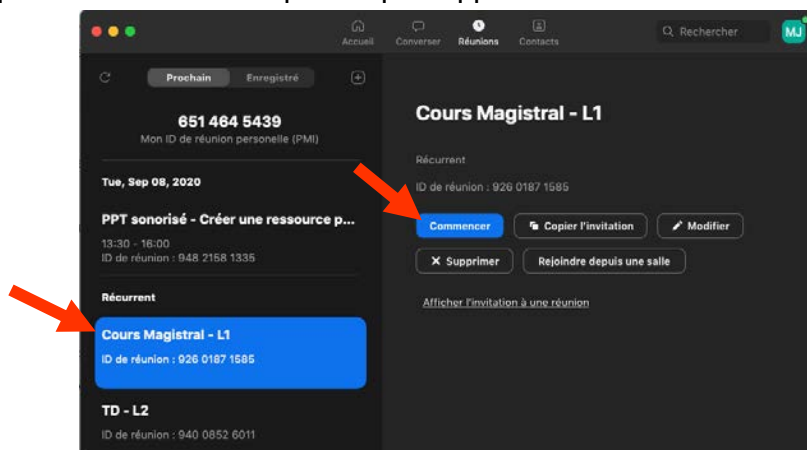 Accueil
Converser
Réunions
Contacts
Rechercher
MJ
Prochain
Enregistré
651 464 5439
Mon ID de réunion personelle (PMI)
Tue, Sep 08, 2020
PPT sonorisé - Créer une ressource p...
13:30 - 16:00
ID de réunion : 948 2158 1335
Récurrent
Cours Magistral - L1
ID de réunion : 926 0187 1585
TD - L2
ID de réunion : 940 0852 6011
Cours Magistral - L1
Récurrent
ID de réunion : 926 0187 1585
Commencer
Copier l'invitation
Modifier
Supprimer
Rejoindre depuis une salle
Afficher l'invitation à une réunion